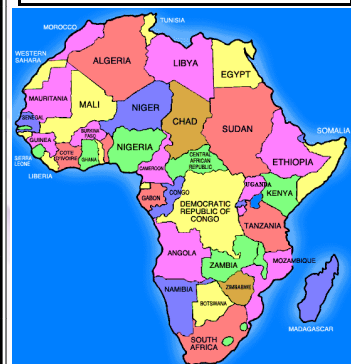 TUNISIA
MOROCCO
ALGERIA
LIBYA
EGYPT
WESTERN
SAHARA
MAURITANIA
MALI
NIGER
CHAD
SUDAN
SENEGAL
GUINEA
BURKINA
FASO
SIERRA
LEONE
COTE
D'IVOIRE
GHANA
NIGERIA
LIBERIA
CAMEROON
CENTRAL
AFRICAN
REPUBLIC
ETHIOPIA
SOMALIA
UGANDA
KENYA
GABON
CONGO
DEMOCRATIC
REPUBLIC OF
CONGO
TANZANIA
ANGOLA
ZAMBIA
MOZAMBIQUE
NAMIBIA
ZIMBABWE
BOTSWANA
MADAGASCAR
SOUTH
AFRICA